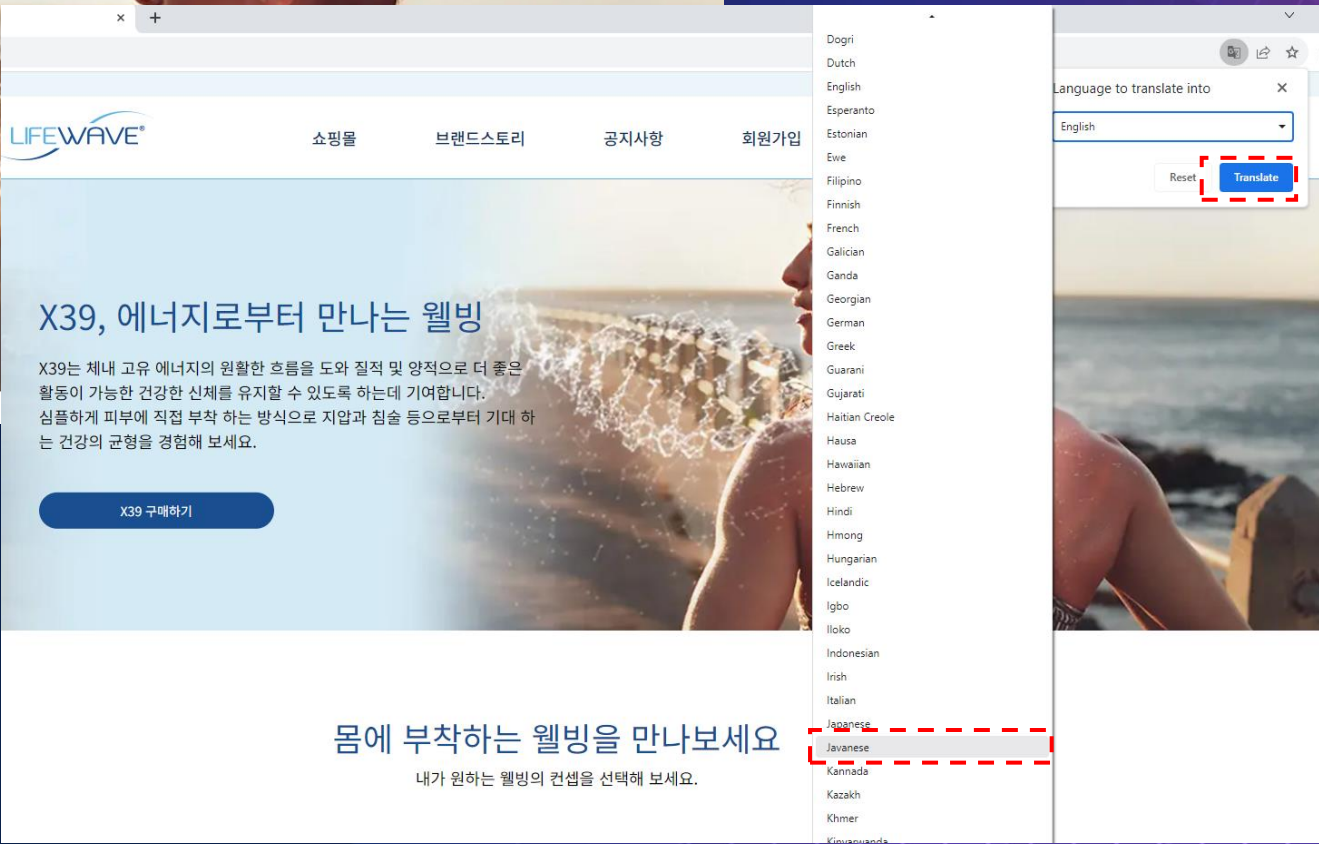 LIFEWAVE®
쇼핑몰
브랜드스토리
공지사항
회원가입
X39, 에너지로부터 만나는 웰빙
X39는 체내 고유 에너지의 원활한 흐름을 도와 질적 및 양적으로 더 좋은
활동이 가능한 건강한 신체를 유지할 수 있도록 하는데 기여합니다.
심플하게 피부에 직접 부착 하는 방식으로 지압과 침술 등으로부터 기대 하
는 건강의 균형을 경험해 보세요.
X39 구매하기
몸에 부착하는 웰빙을 만나보세요
내가 원하는 웰빙의 컨셉을 선택해 보세요.
Dogri
Dutch
English
Esperanto
Estonian
Ewe
Filipino
Finnish
French
Galician
Ganda
Georgian
German
Greek
Guarani
Gujarati
Haitian Creole
Hausa
Hawaiian
Hebrew
Hindi
Hmong
Hungarian
Icelandic
Igbo
Iloko
Indonesian
Irish
Italian
Japanese
Javanese
Kannada
Kazakh
Khmer
Kinyarwanda
Language to translate into
English
Reset
Translate